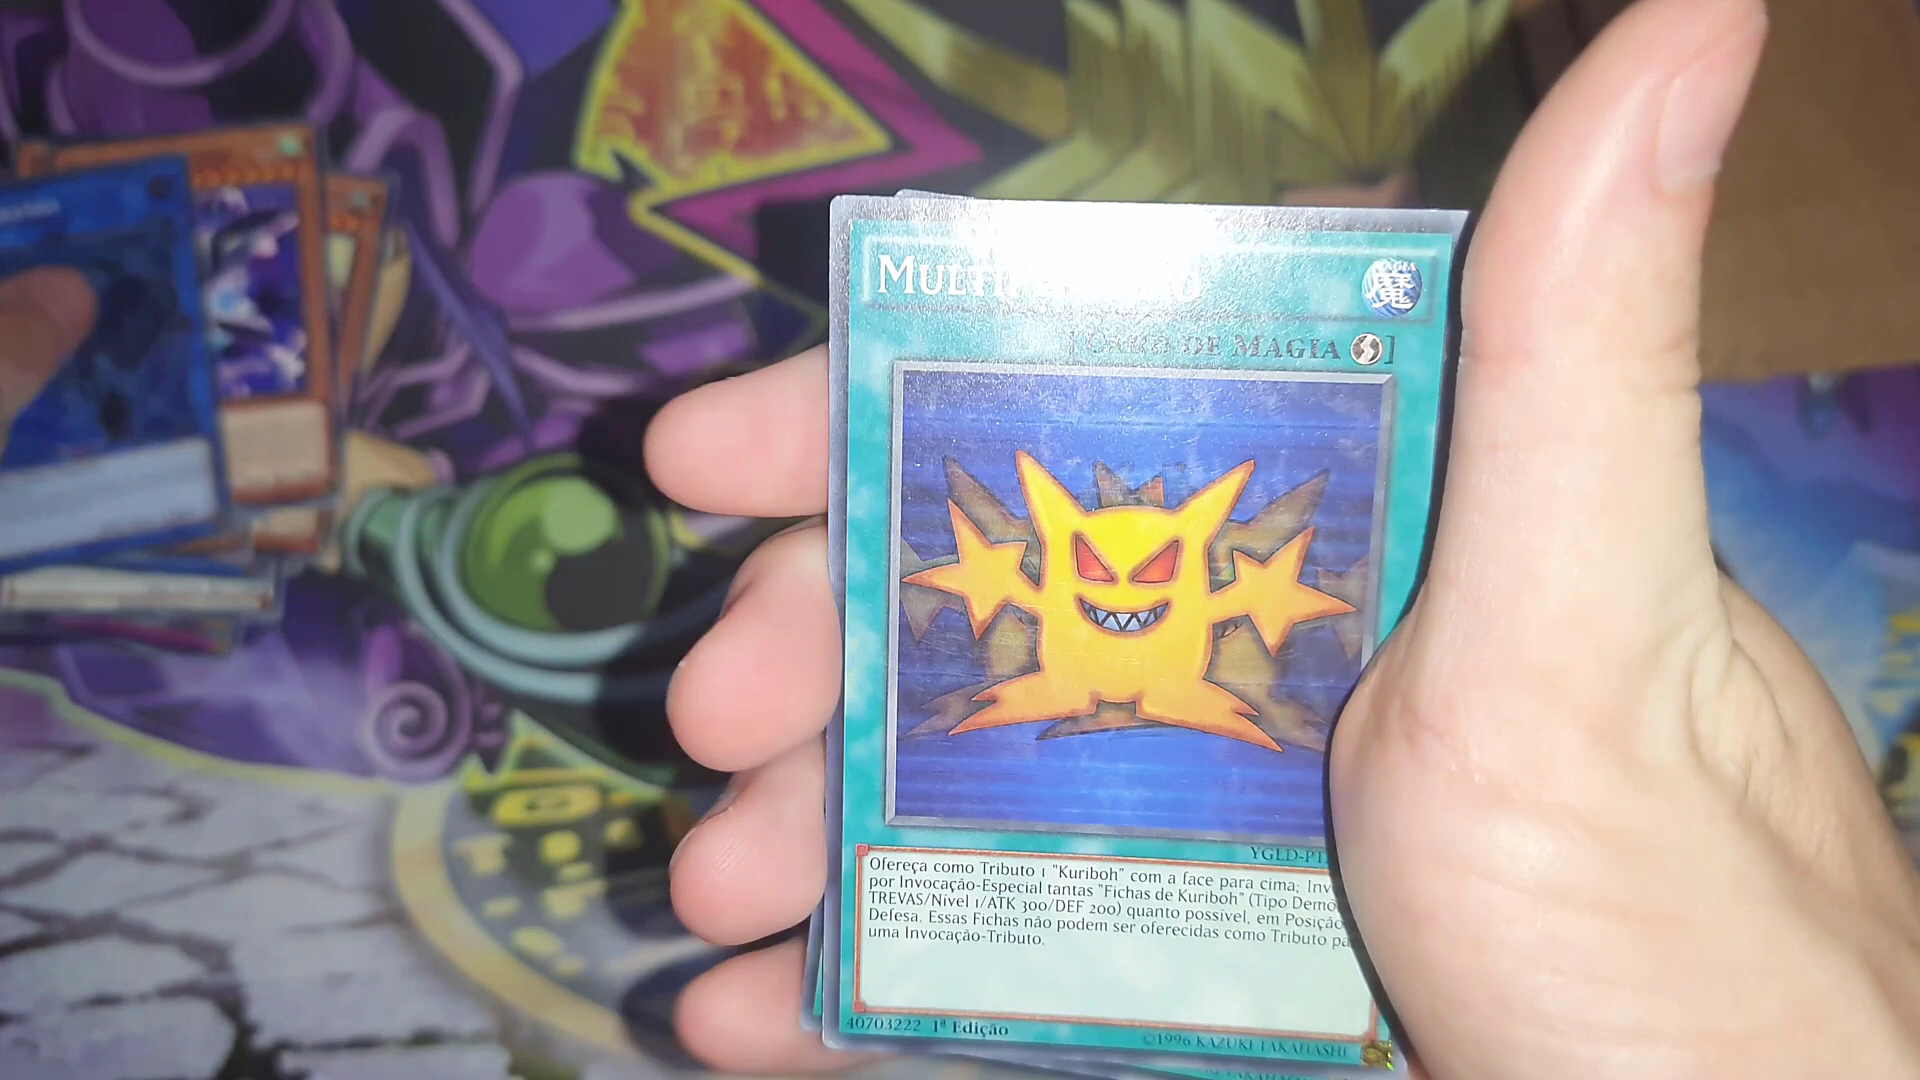 MAGIA
魔
[CARD DE MAGIA ]
YGLD-PT
Ofereça como Tributo 1 "Kuriboh" com a face para cima; Inv
por Invocação-Especial tantas "Fichas de Kuriboh" (Tipo Demô
TREVAS/Nível 1/ATK 300/DEF 200) quanto possível, em Posição
Defesa. Essas Fichas não podem ser oferecidas como Tributo pa
uma Invocação-Tributo.
40703222 1ª Edição
©1996 KAZUKI TAKAHASHI